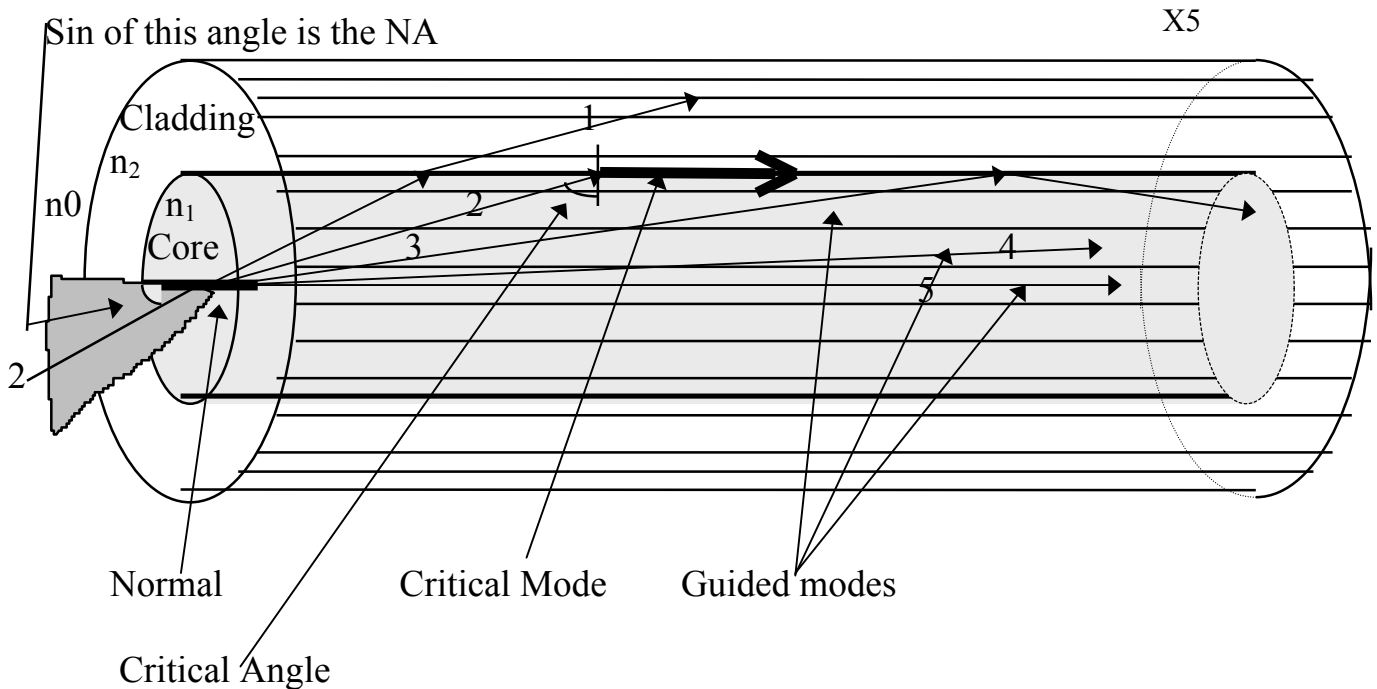 Sin of this angle is the NA
X5
Cladding
1
n₂
n0
n₁
2
Core
3
4
5
2
Normal
Critical Mode
Guided modes
Critical Angle